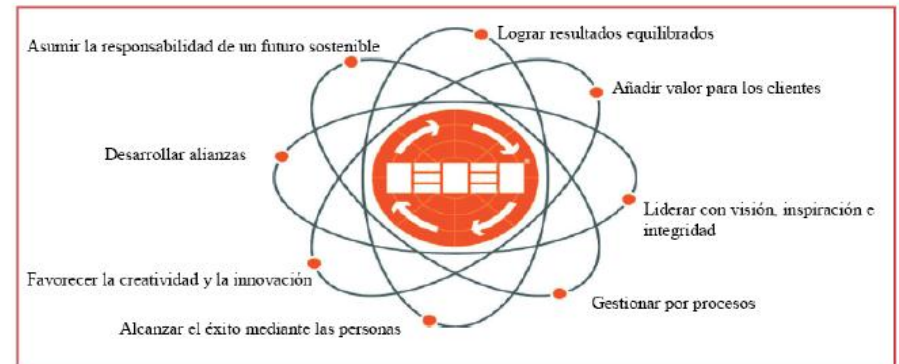 Lograr resultados equilibrados
Asumir la responsabilidad de un futuro sostenible
Añadir valor para los clientes
Desarrollar alianzas
Liderar con visión, inspiración e
integridad
Favorecer la creatividad y la innovación
Gestionar por procesos
Alcanzar el éxito mediante las personas